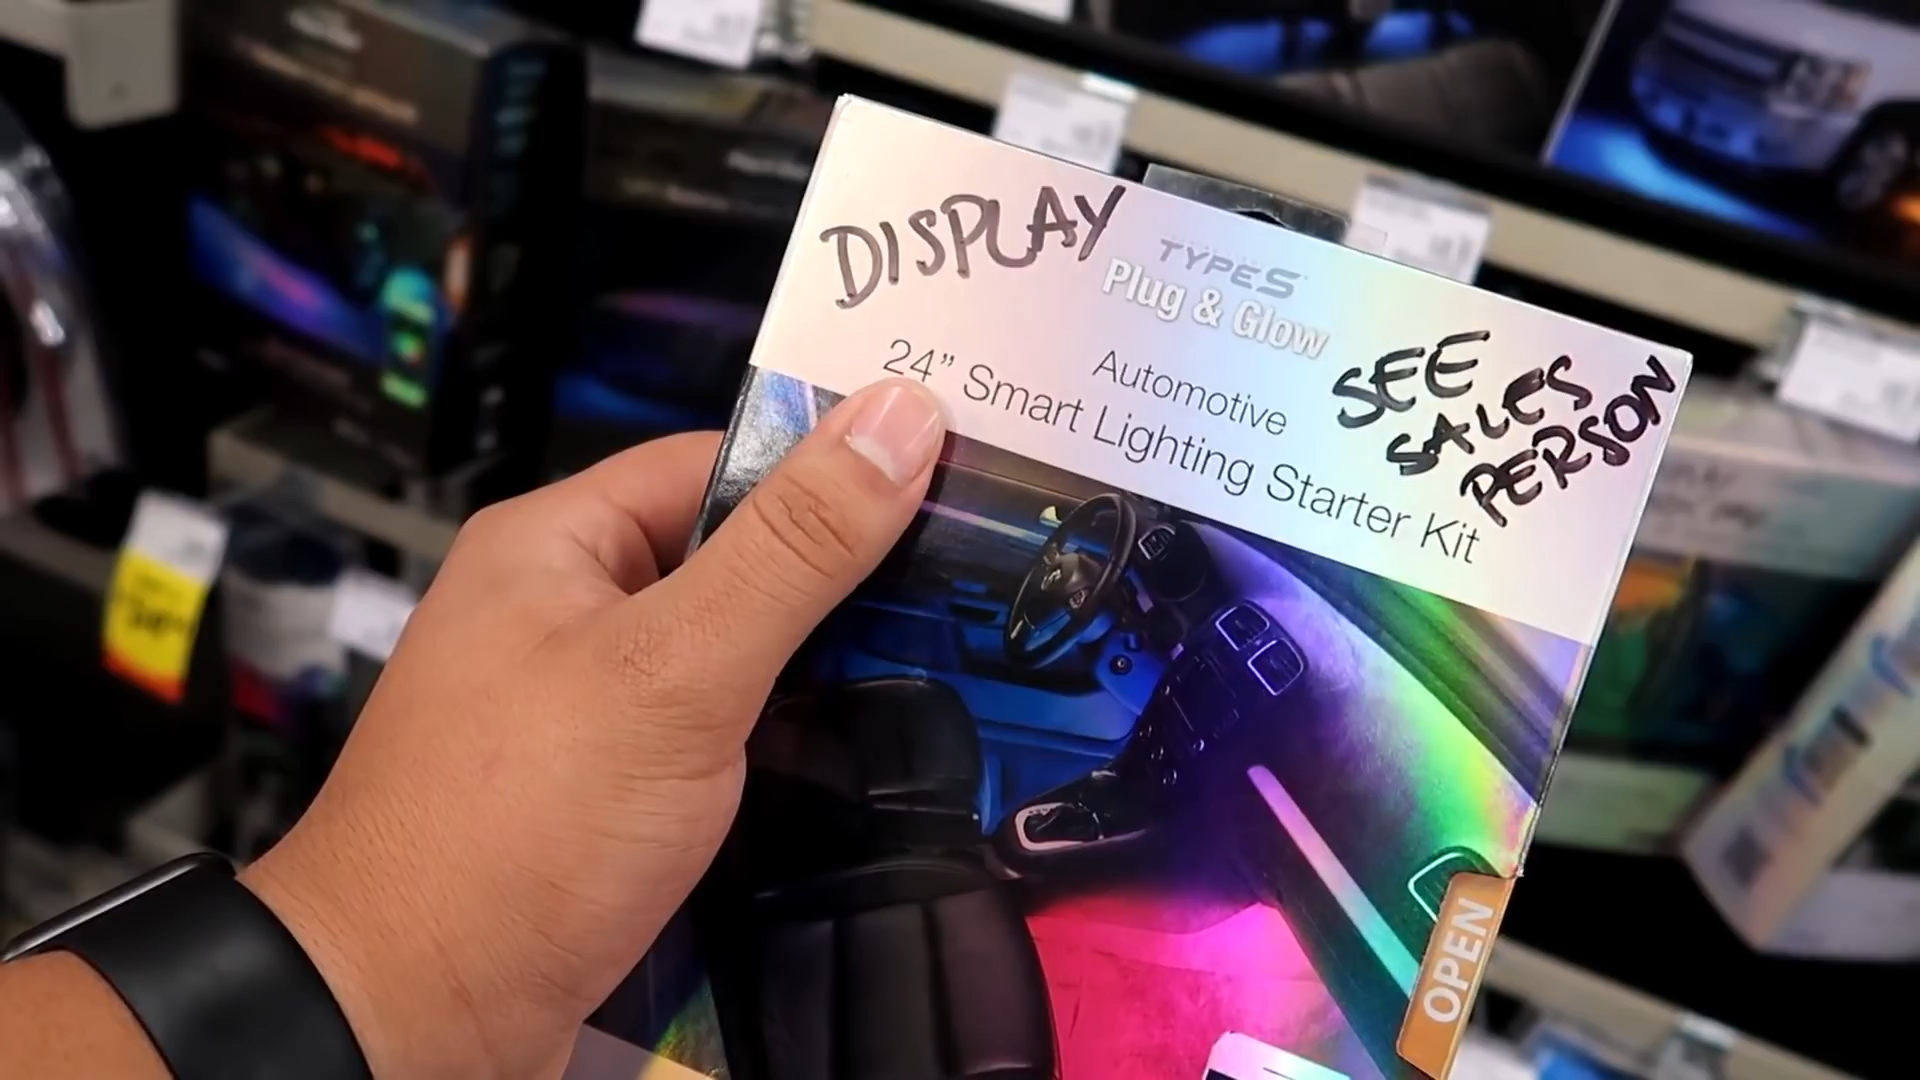 DISPLAY
TYPE S
Plug & Glow
Automotive
24” Smart Lighting Starter Kit
SEE
SALES
PERSON
OPEN